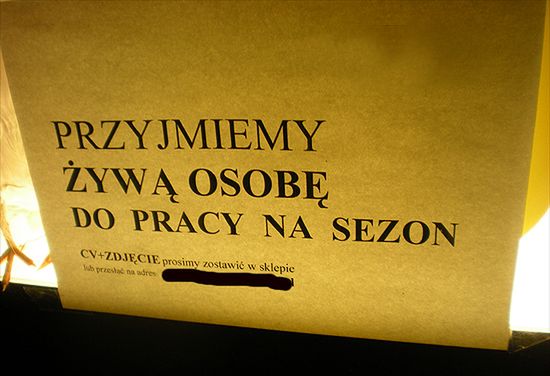 PRZYJMIEMY
ŻYWĄ OSOBĘ
DO PRACY NA SEZON
CV+ZDJĘCIE prosimy zostawić w sklepie
lub przesłać na adres